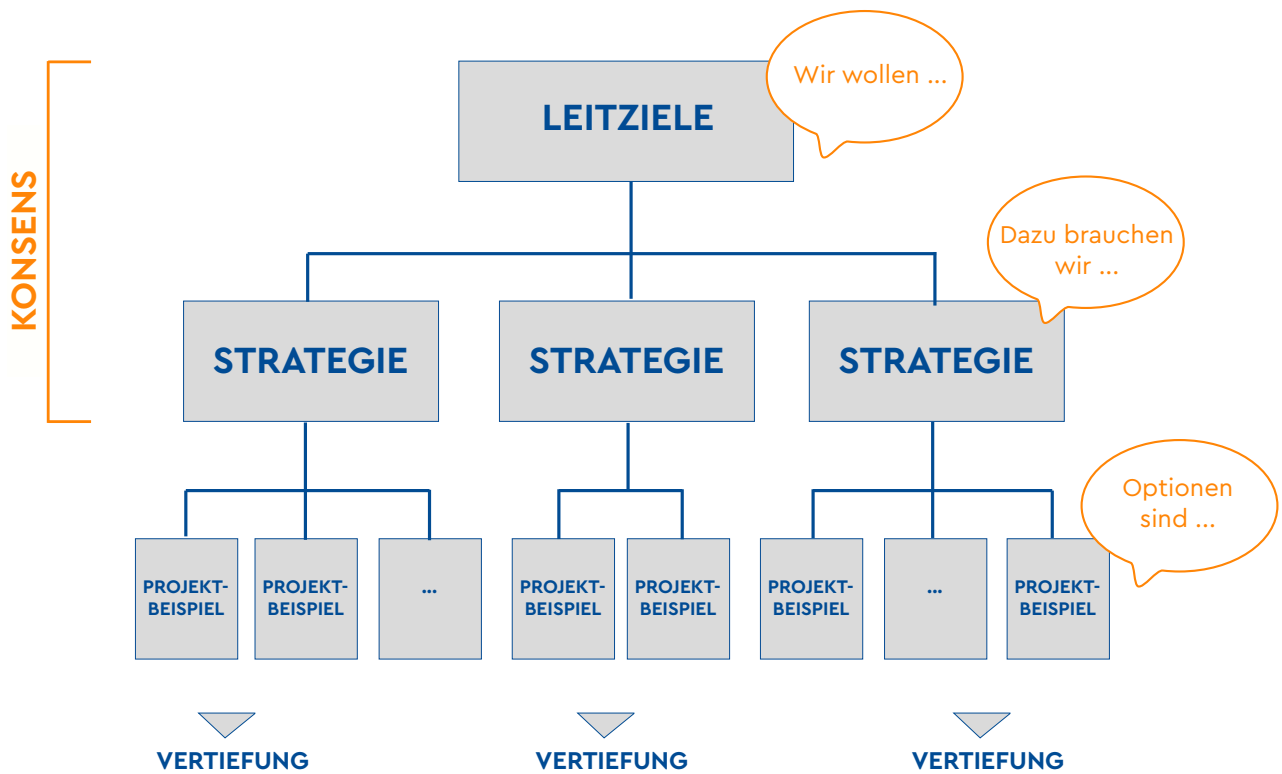 KONSENS
LEITZIELE
Wir wollen ...
Dazu brauchen
wir ...
STRATEGIE
STRATEGIE
STRATEGIE
Optionen
sind ...
PROJEKT-
BEISPIEL
PROJEKT-
BEISPIEL
...
PROJEKT-
BEISPIEL
PROJEKT-
BEISPIEL
PROJEKT-
BEISPIEL
...
PROJEKT-
BEISPIEL
VERTIEFUNG
VERTIEFUNG
VERTIEFUNG